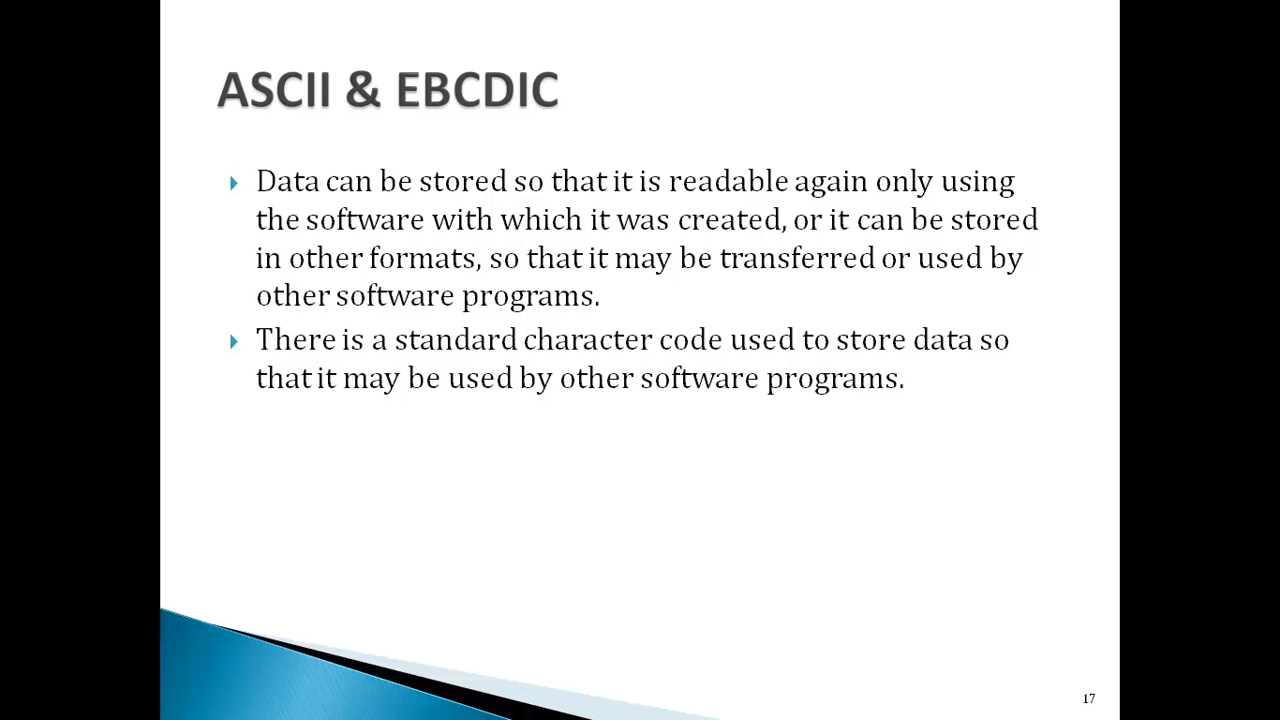 ASCII & EBCDIC
Data can be stored so that it is readable again only using
the software with which it was created, or it can be stored
in other formats, so that it may be transferred or used by
other software programs.
There is a standard character code used to store data so
that it may be used by other software programs.
17